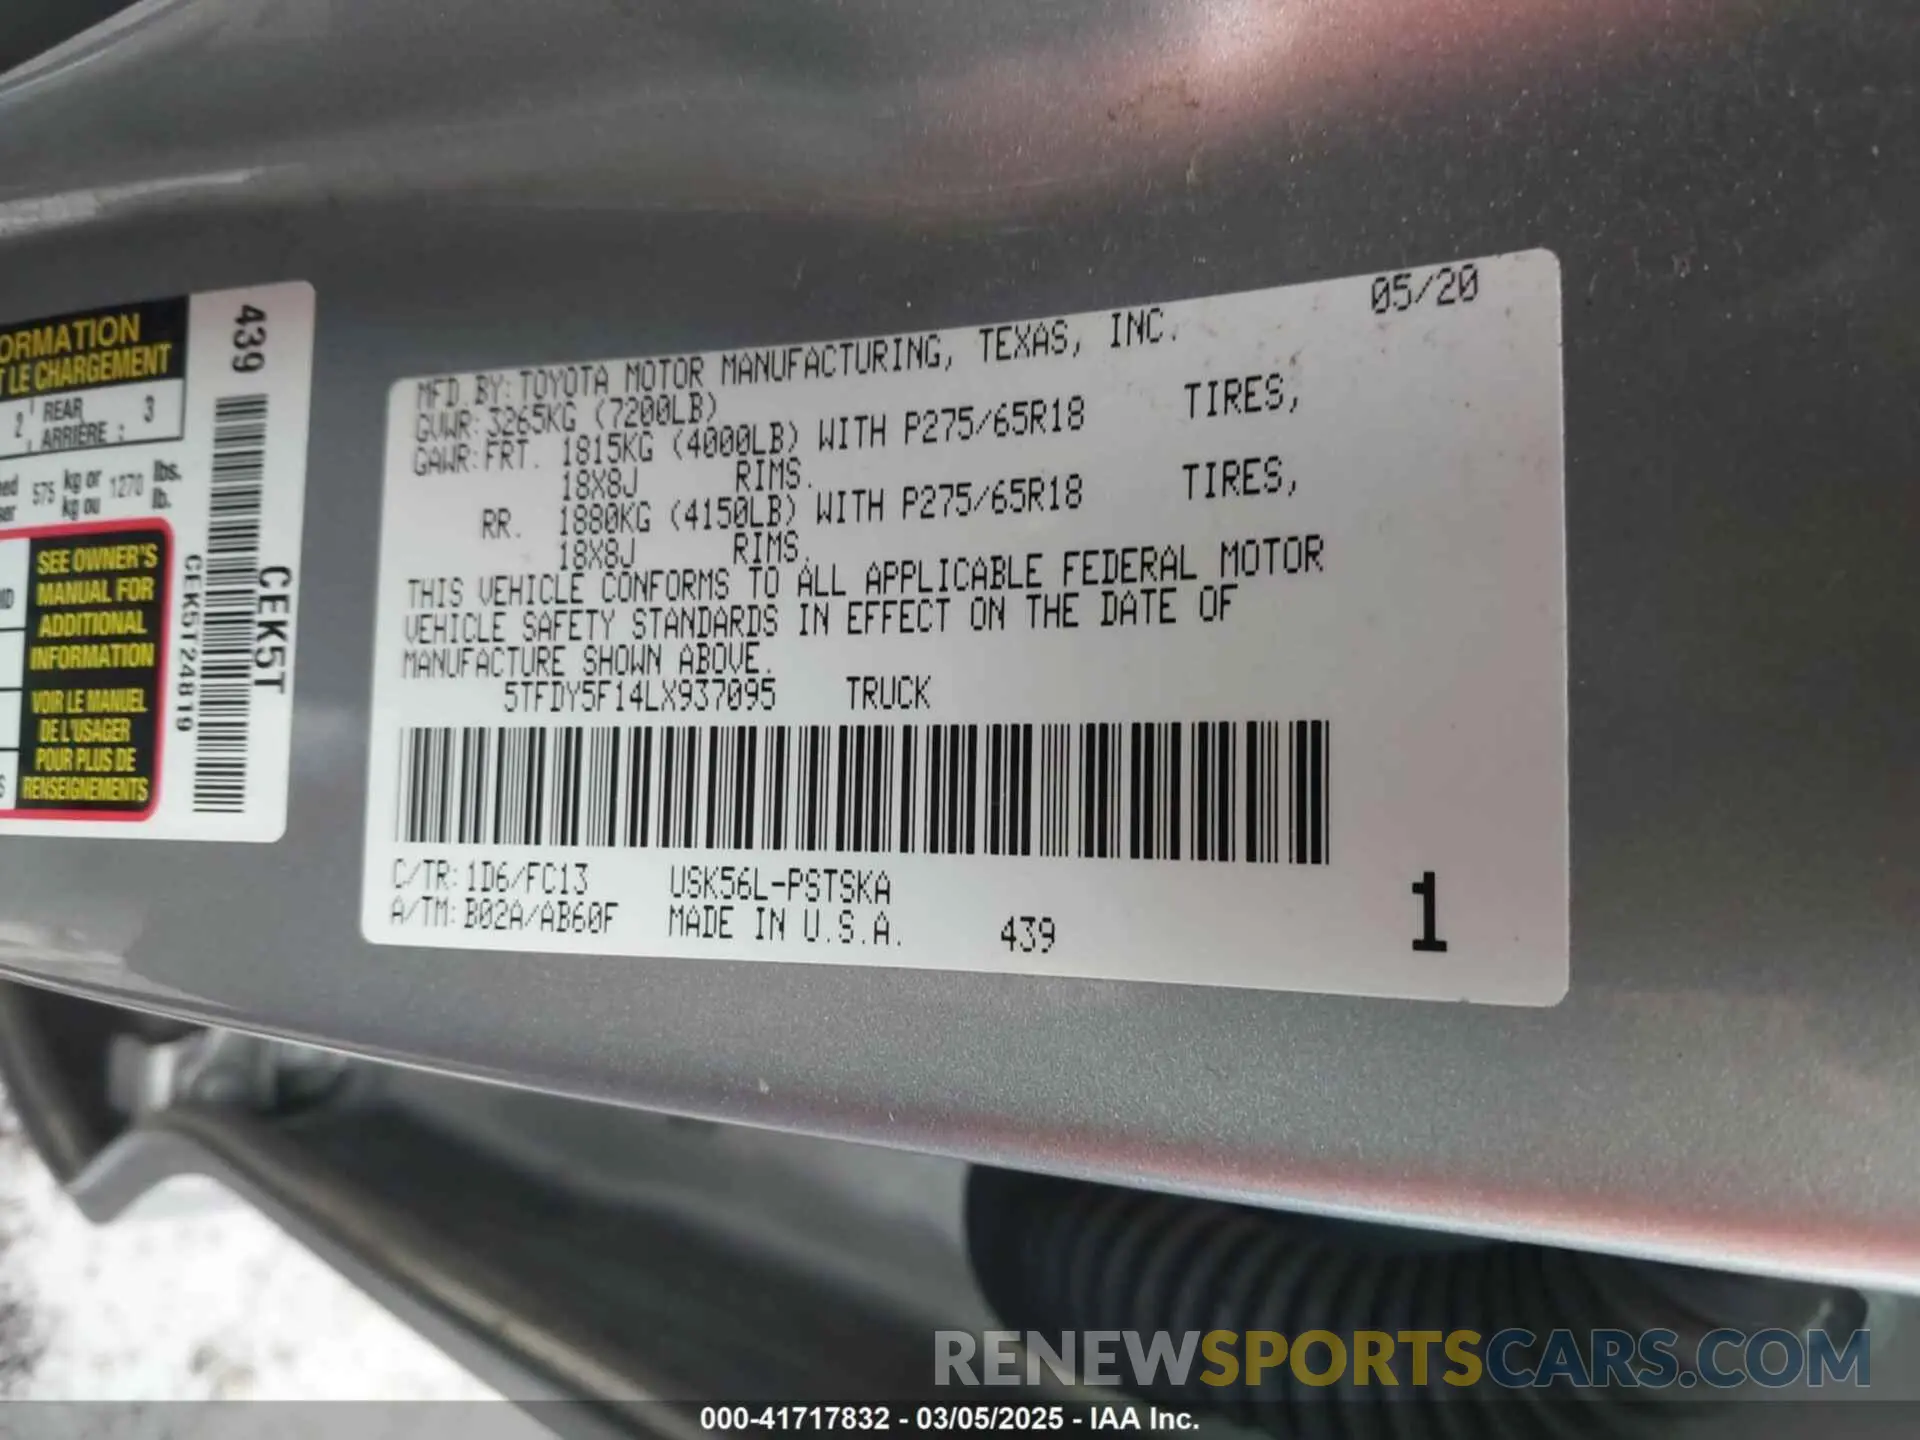 ORMATION
T LE CHARGEMENT
2 REAR 3
ARRIÈRE :
575 kg or 1270 lbs.
kg ou lb.
SEE OWNER'S
MANUAL FOR
ADDITIONAL
INFORMATION
VOIR LE MANUEL
DE L'USAGER
POUR PLUS DE
RENSEIGNEMENTS
439
CEK5T24819
CEK5T
05/20
MFD.BY:TOYOTA MOTOR MANUFACTURING, TEXAS, INC.
GVWR:3265KG (7200LB)
GAWR:FRT. 1815KG (4000LB) WITH P275/65R18 TIRES,
18X8J RIMS.
RR. 1880KG (4150LB) WITH P275/65R18 TIRES,
18X8J RIMS.
THIS VEHICLE CONFORMS TO ALL APPLICABLE FEDERAL MOTOR
VEHICLE SAFETY STANDARDS IN EFFECT ON THE DATE OF
MANUFACTURE SHOWN ABOVE.
5TFDY5F14LX937095 TRUCK
C/TR:1D6/FC13 USK56L-PSTSKA
A/TM:B02A/AB60F MADE IN U.S.A. 439
1
RENEWSPORTSCARS.COM
000-41717832 - 03/05/2025 - IAA Inc.